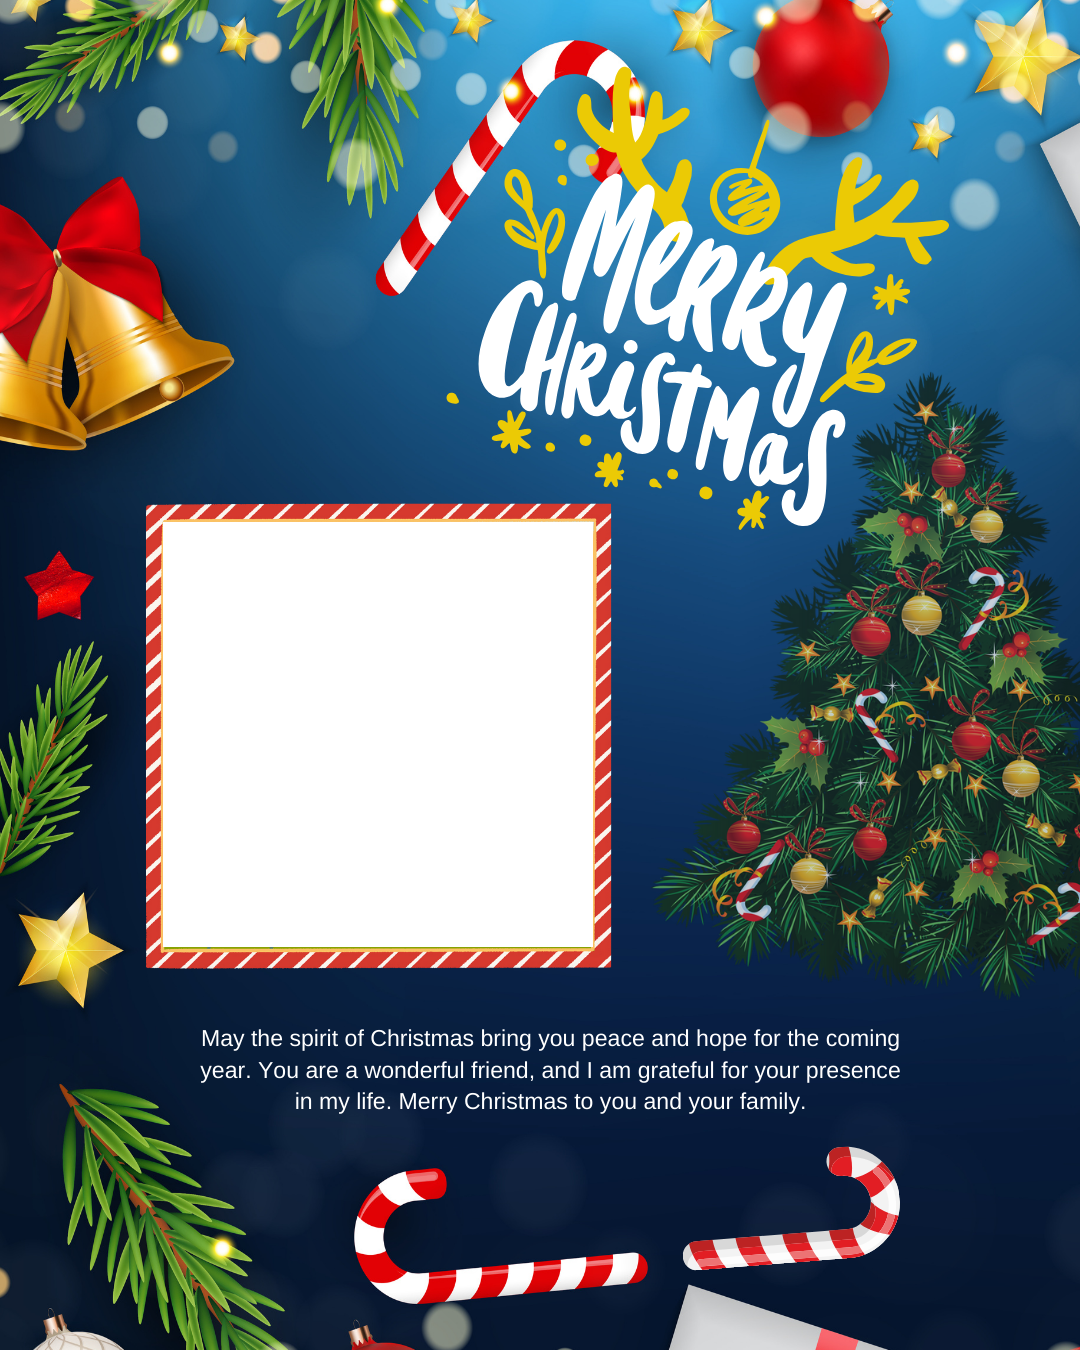 Merry
Christmas
May the spirit of Christmas bring you peace and hope for the coming
year. You are a wonderful friend, and I am grateful for your presence
in my life. Merry Christmas to you and your family.